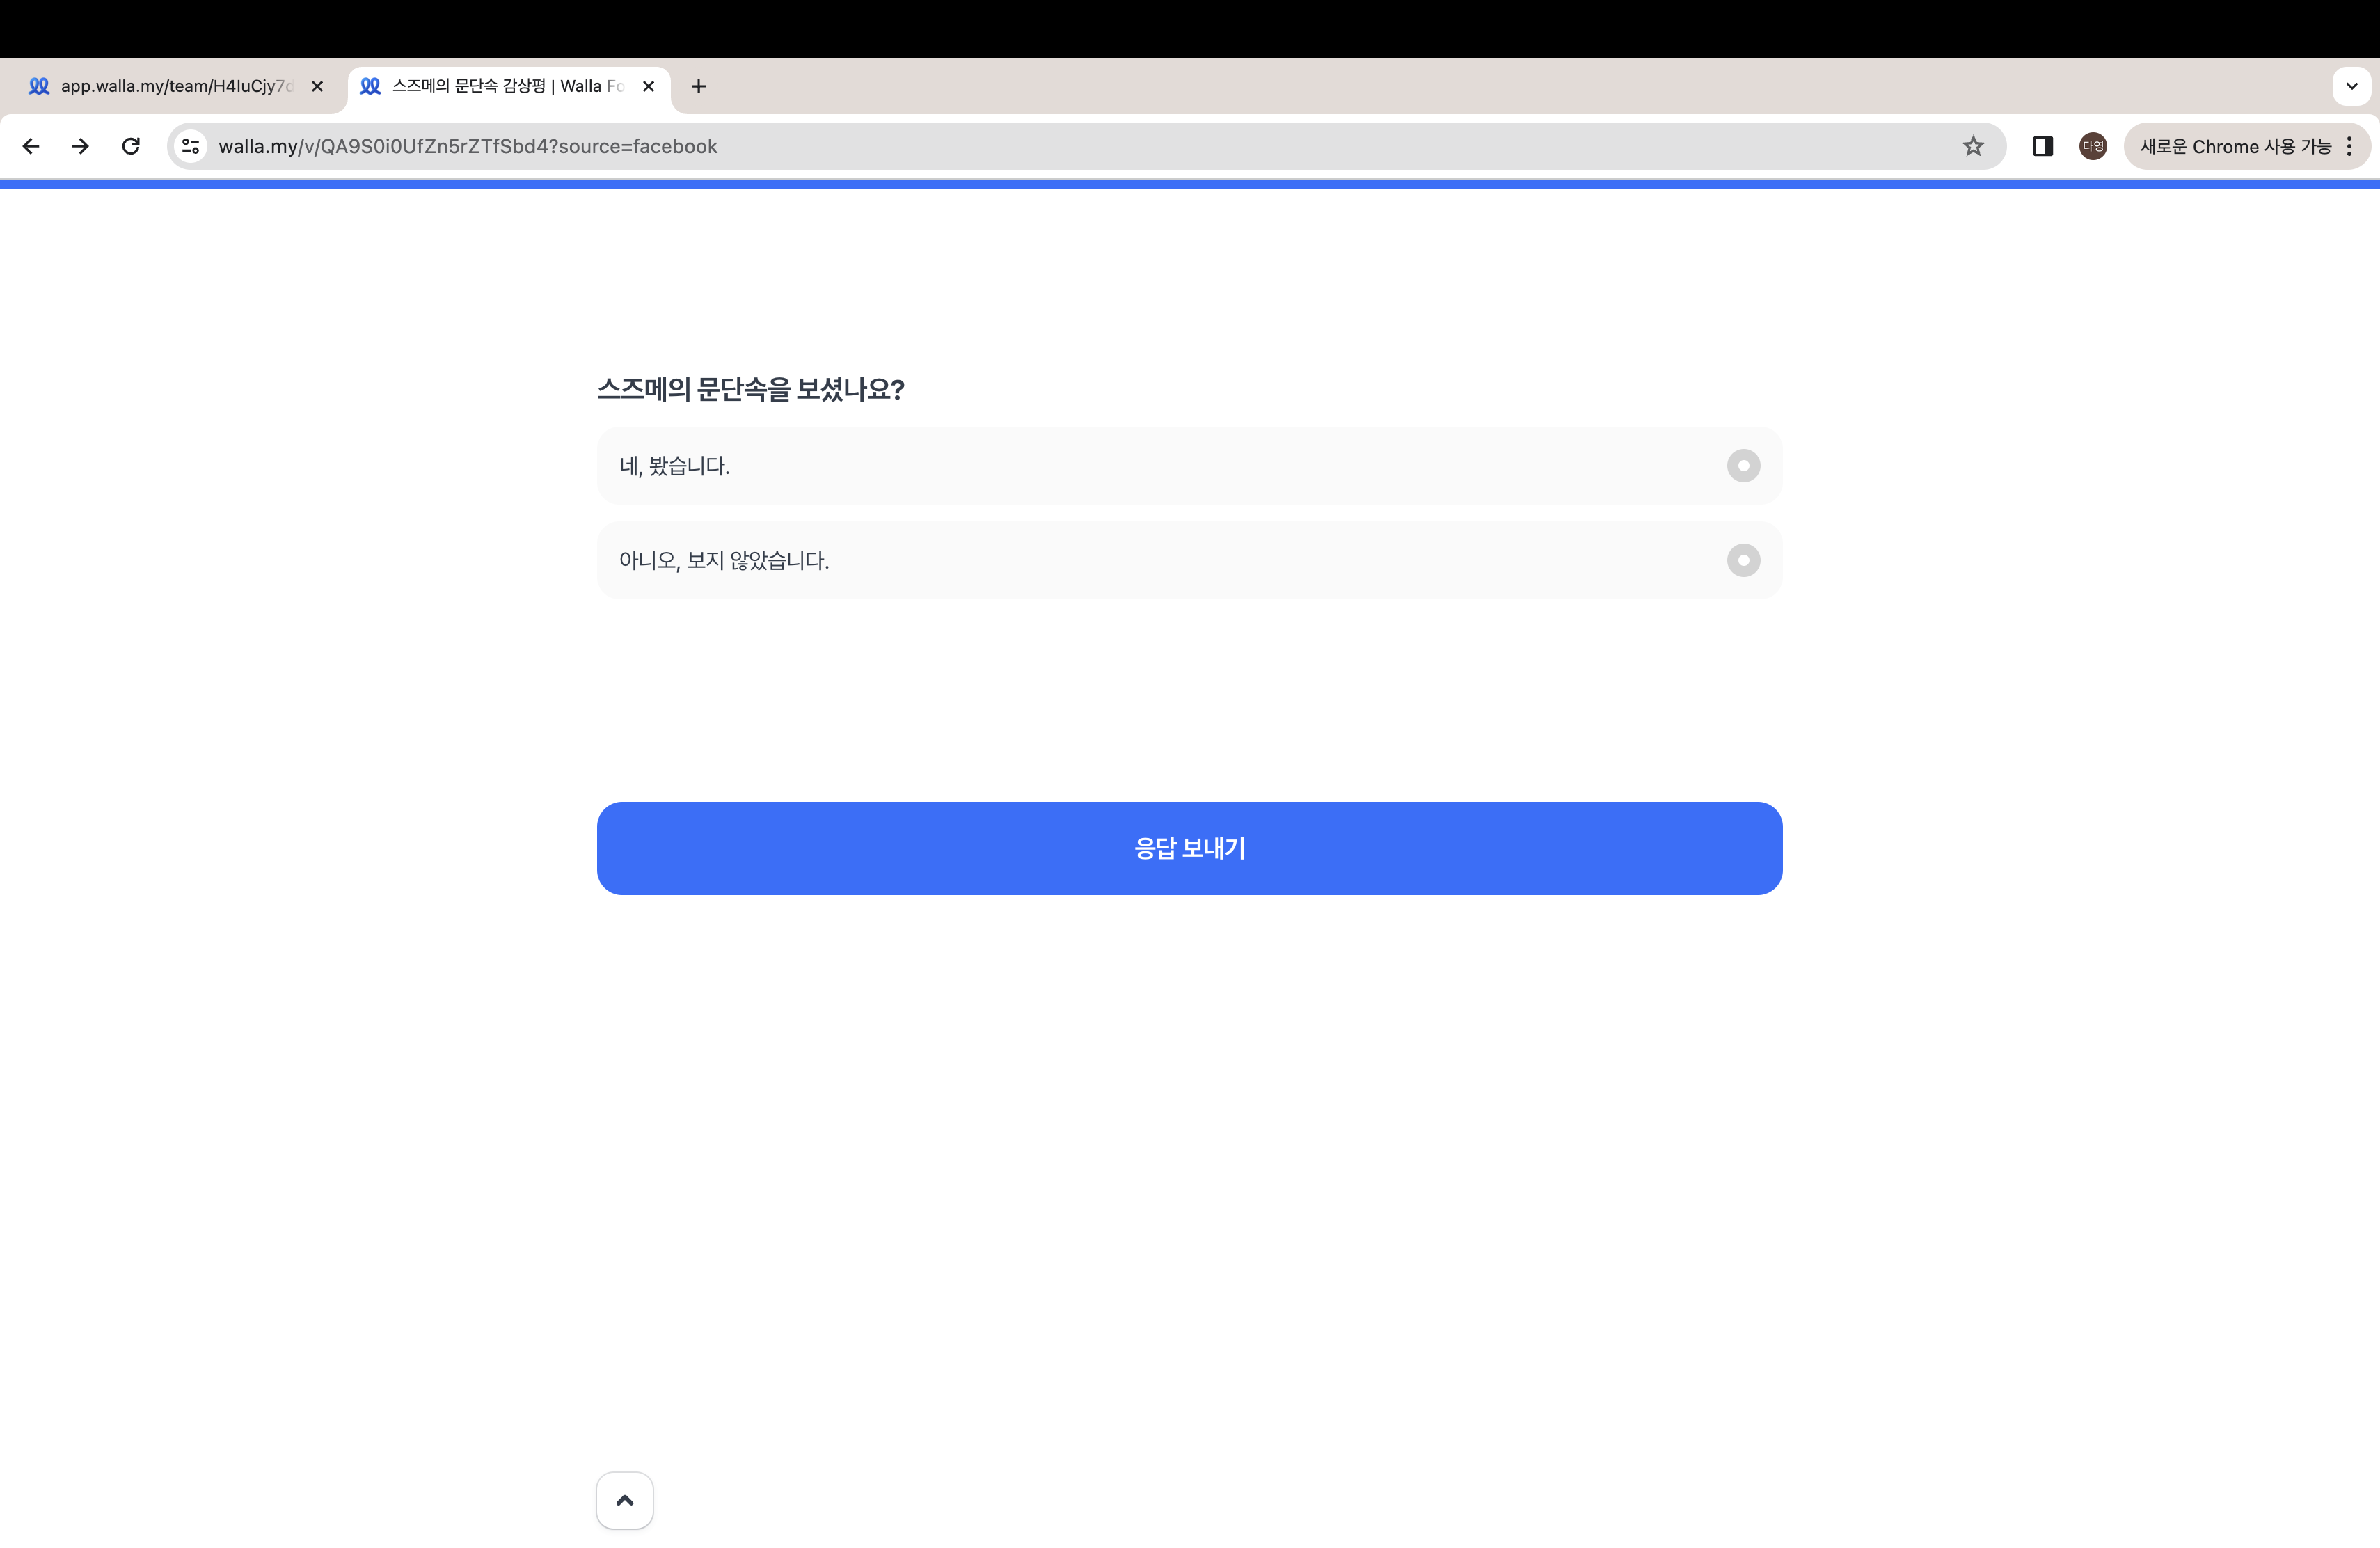 app.walla.my/team/H4IuCjy7
스즈메의 문단속 감상평 | Walla Fo
walla.my/v/QA9S0i0UfZn5rZTfSbd4?source=facebook
다영
새로운 Chrome 사용 가능
스즈메의 문단속을 보셨나요?
네, 봤습니다.
아니오, 보지 않았습니다.
응답 보내기